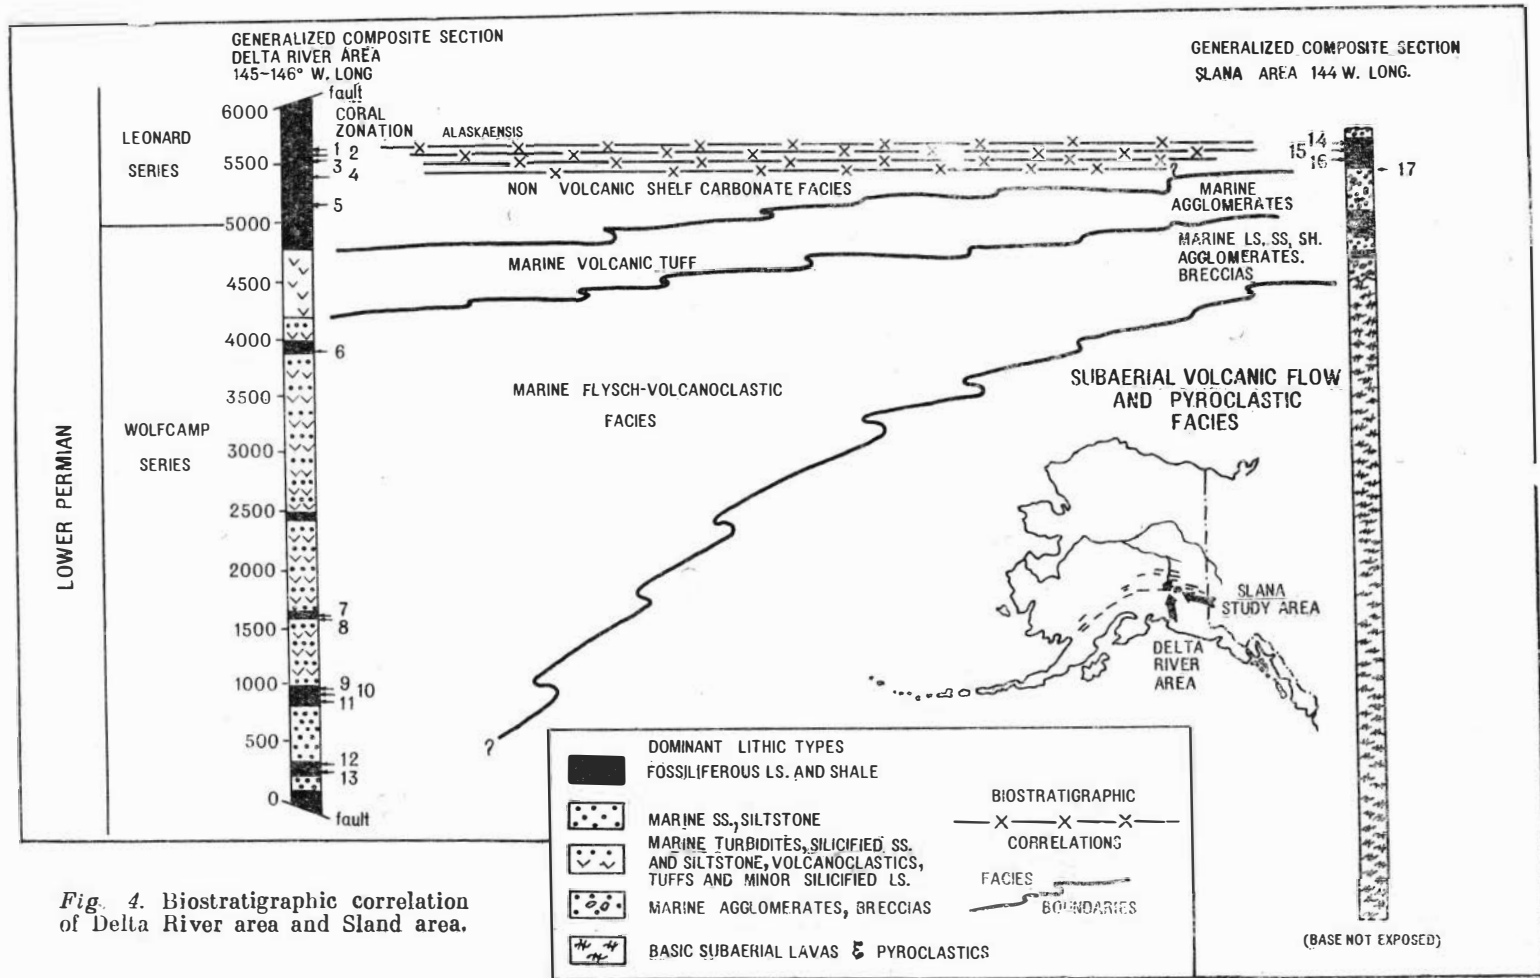 GENERALIZED COMPOSITE SECTION
DELTA RIVER AREA
145-146° W. LONG
fault
CORAL
ZONATION
6000
5500
5000
4500
4000
3500
3000
2500
2000
1500
1000
500
0
fault
1
2
3
4
5
6
7
8
9
10
11
12
13
LEONARD
SERIES
WOLFCAMP
SERIES
LOWER PERMIAN
ALASKAENSIS
NON VOLCANIC SHELF CARBONATE FACIES
?
MARINE
AGGLOMERATES
MARINE VOLCANIC TUFF
MARINE LS, SS, SH.
AGGLOMERATES.
BRECCIAS
MARINE FLYSCH-VOLCANOCLASTIC
FACIES
SUBAERIAL VOLCANIC FLOW
AND PYROCLASTIC
FACIES
?
GENERALIZED COMPOSITE SECTION
SLANA AREA 144 W. LONG.
14
15
16
17
(BASE NOT EXPOSED)
SLANA
STUDY AREA
DELTA
RIVER
AREA
DOMINANT LITHIC TYPES
FOSSILIFEROUS LS. AND SHALE
MARINE SS., SILTSTONE
MARINE TURBIDITES, SILICIFIED SS.
AND SILTSTONE, VOLCANOCLASTICS,
TUFFS AND MINOR SILICIFIED LS.
MARINE AGGLOMERATES, BRECCIAS
BASIC SUBAERIAL LAVAS & PYROCLASTICS
BIOSTRATIGRAPHIC
CORRELATIONS
FACIES
BOUNDARIES
Fig. 4. Biostratigraphic correlation
of Delta River area and Sland area.